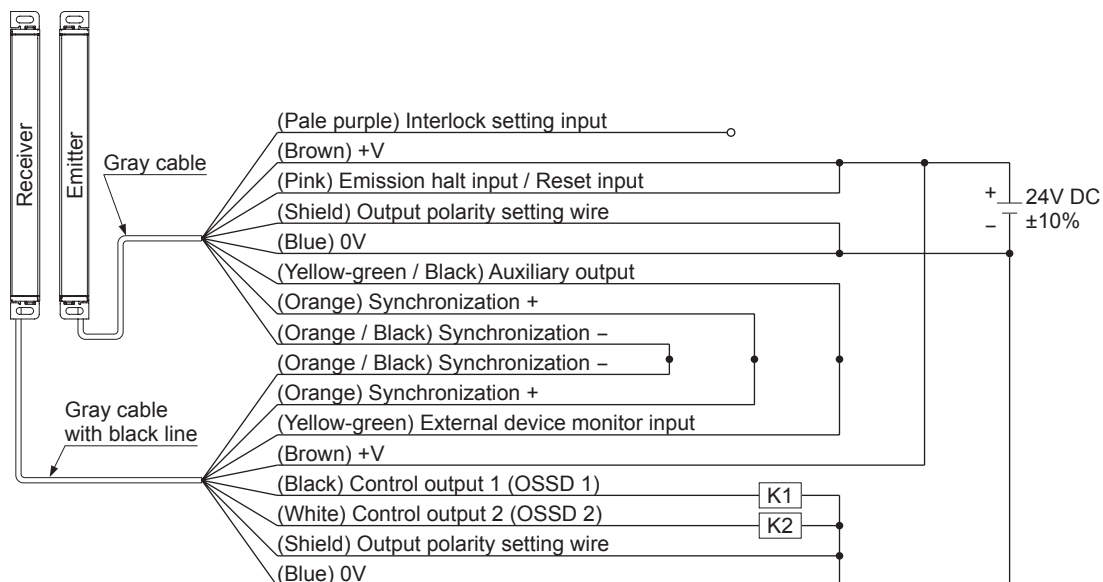 Receiver
Emitter
Gray cable
(Pale purple) Interlock setting input
(Brown) +V
(Pink) Emission halt input / Reset input
(Shield) Output polarity setting wire
(Blue) 0V
(Yellow-green / Black) Auxiliary output
(Orange) Synchronization +
(Orange / Black) Synchronization −
+
−
24V DC
±10%
Gray cable
with black line
(Orange / Black) Synchronization −
(Orange) Synchronization +
(Yellow-green) External device monitor input
(Brown) +V
(Black) Control output 1 (OSSD 1)
K1
(White) Control output 2 (OSSD 2)
K2
(Shield) Output polarity setting wire
(Blue) 0V